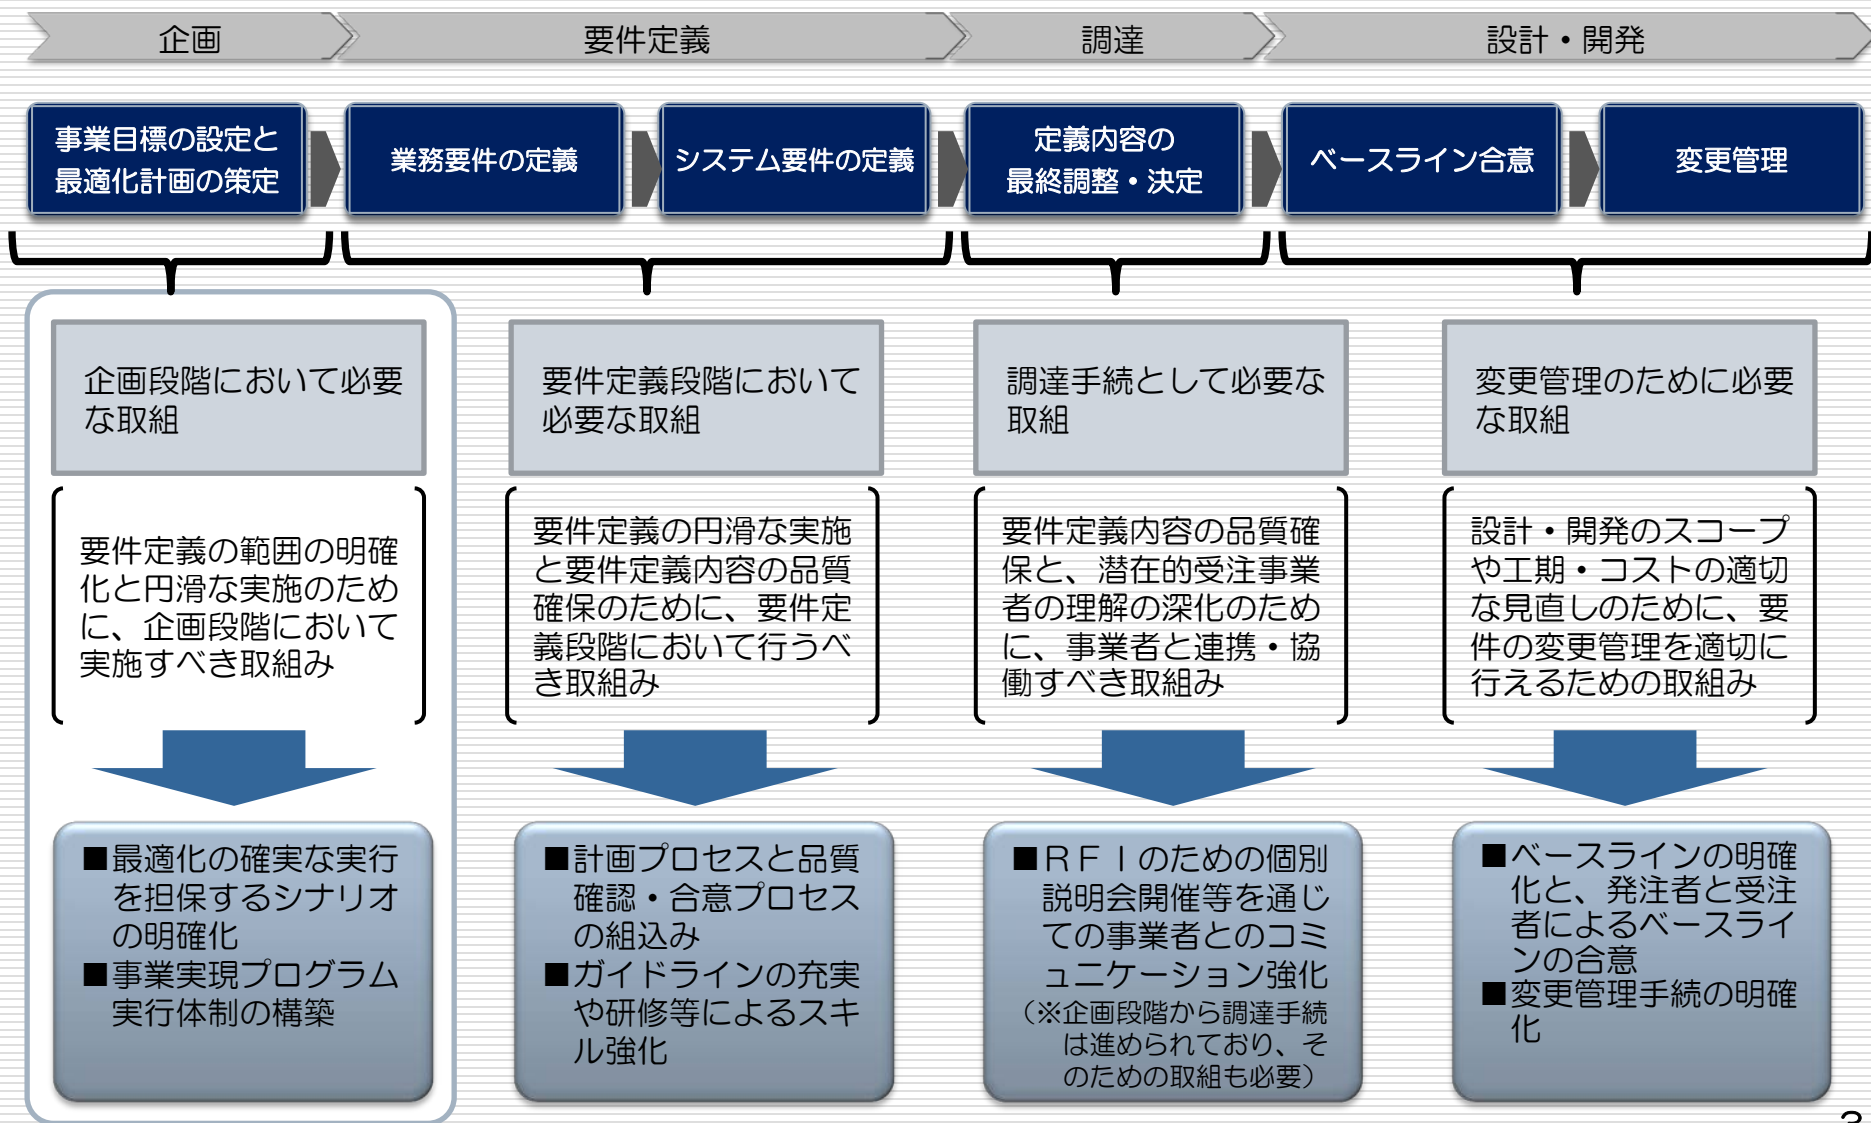 企画
要件定義
調達
設計・開発
事業目標の設定と
最適化計画の策定
業務要件の定義
システム要件の定義
定義内容の
最終調整・決定
ベースライン合意
変更管理
企画段階において必要
な取組
要件定義段階において
必要な取組
調達手続として必要な
取組
変更管理のために必要
な取組
要件定義の範囲の明確
化と円滑な実施のため
に、企画段階において
実施すべき取組み
要件定義の円滑な実施
と要件定義内容の品質
確保のために、要件定
義段階において行うべ
き取組み
要件定義内容の品質確
保と、潜在的受注事業
者の理解の深化のため
に、事業者と連携・協
働すべき取組み
設計・開発のスコープ
や工期・コストの適切
な見直しのために、要
件の変更管理を適切に
行えるための取組み
■最適化の確実な実行
を担保するシナリオ
の明確化
■事業実現プログラム
実行体制の構築
■計画プロセスと品質
確認・合意プロセス
の組込み
■ガイドラインの充実
や研修等によるスキ
ル強化
■ＲＦＩのための個別
説明会開催等を通じ
ての事業者とのコミ
ュニケーション強化
（※企画段階から調達手続
は進められており、そ
のための取組も必要）
■ベースラインの明確
化と、発注者と受注
者によるベースライ
ンの合意
■変更管理手続の明確
化